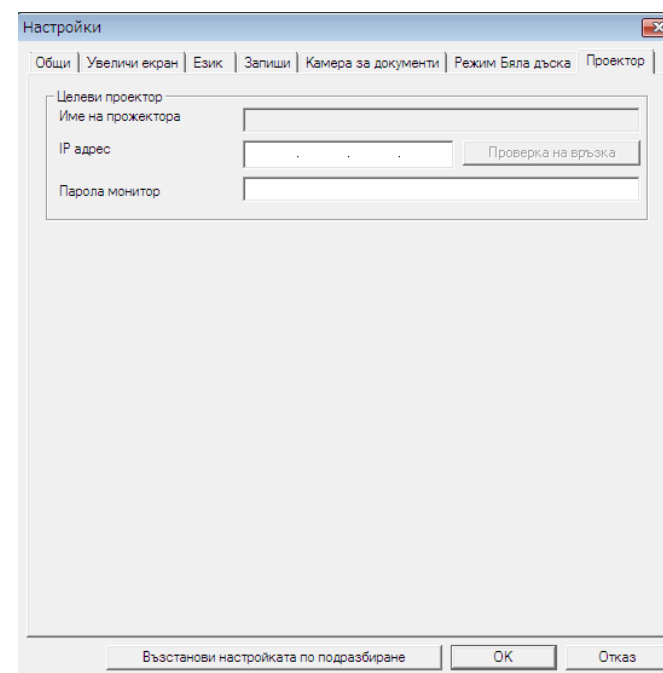 Настройки
Общи Увеличи екран Език Запиши Камера за документи Режим Бяла дъска Проектор
Целеви проектор
Име на прожектора
IP адрес . . . Проверка на връзка
Парола монитор
Възстанови настройката по подразбиране OK Отказ